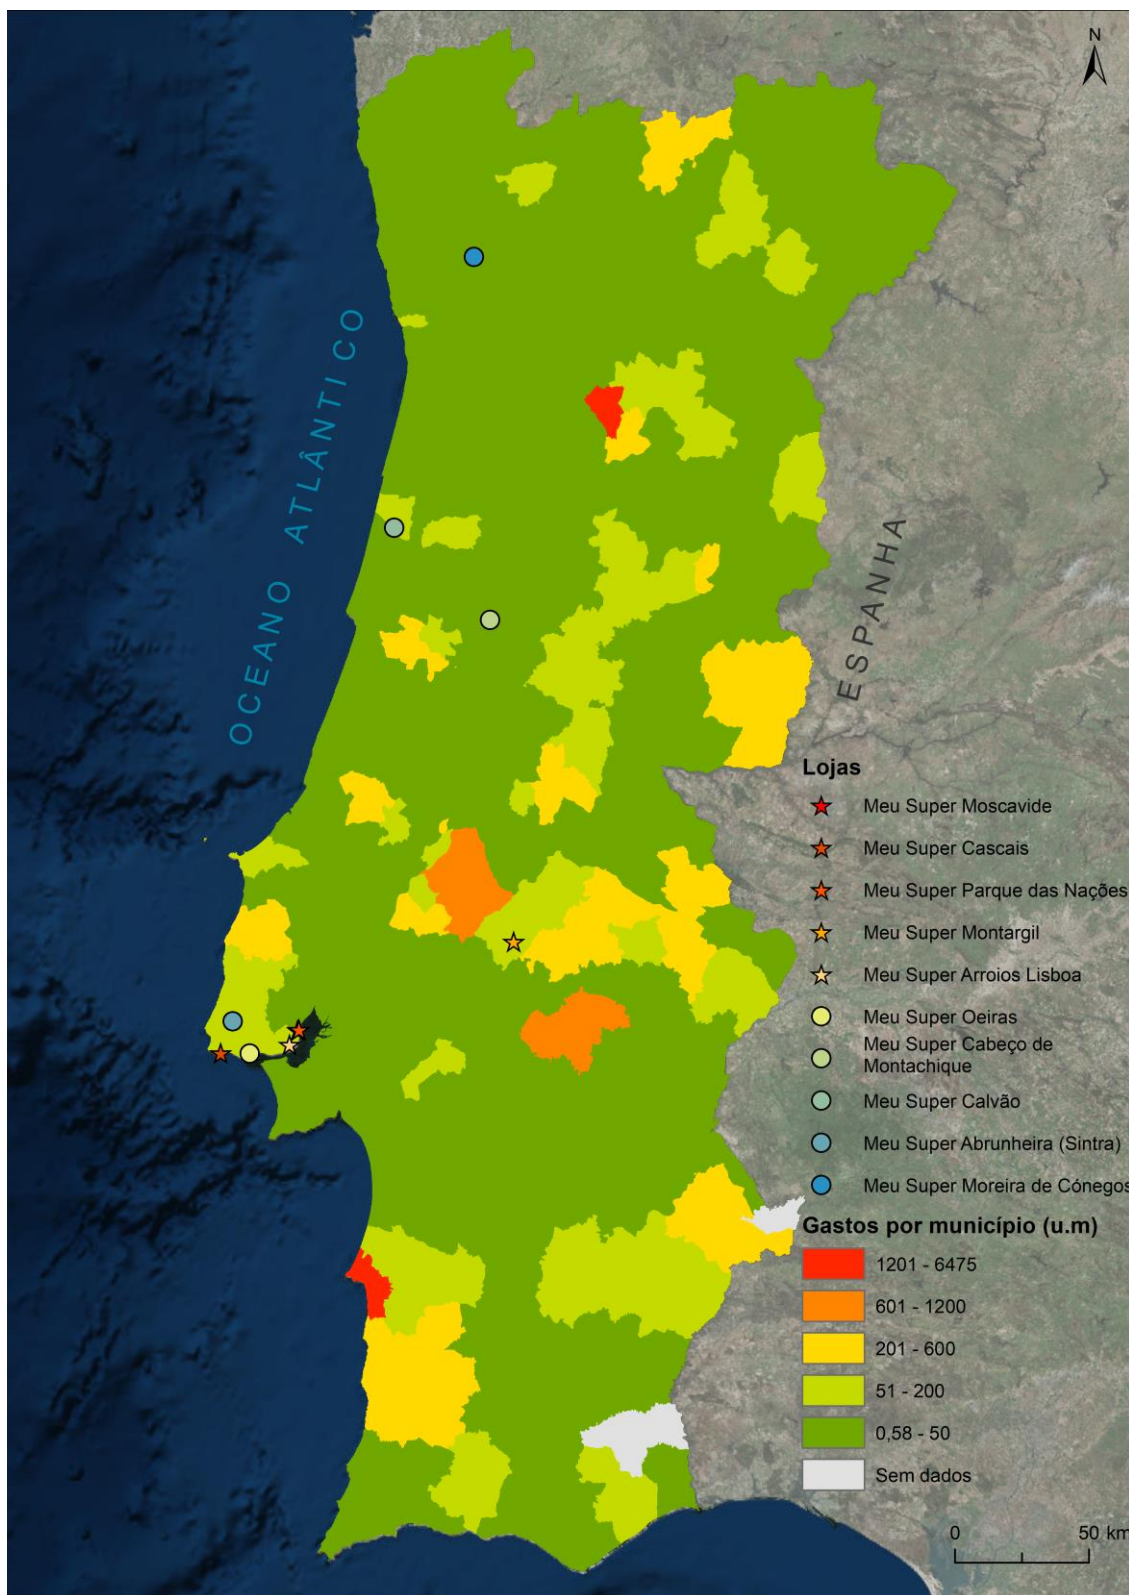 N
OCEANO ATLÂNTICO
ESPANHA
Lojas
Meu Super Moscavide
Meu Super Cascais
Meu Super Parque das Nações
Meu Super Montargil
Meu Super Arroios Lisboa
Meu Super Oeiras
Meu Super Cabeço de
Montachique
Meu Super Calvão
Meu Super Abrunheira (Sintra)
Meu Super Moreira de Cónegos
Gastos por município (u.m)
1201 - 6475
601 - 1200
201 - 600
51 - 200
0,58 - 50
Sem dados
0 50 km